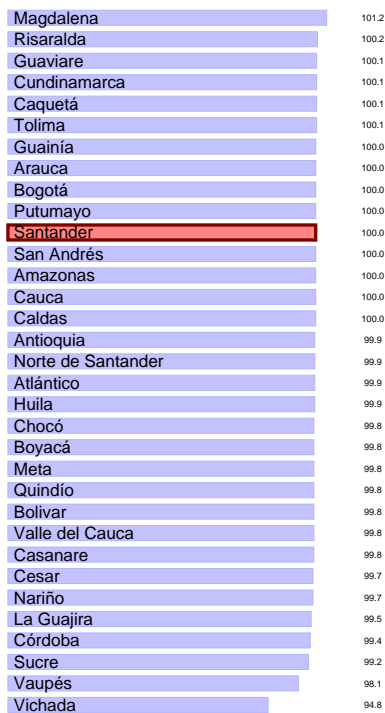 Magdalena 101.2
Risaralda 100.2
Guaviare 100.1
Cundinamarca 100.1
Caquetá 100.1
Tolima 100.1
Guainía 100.0
Arauca 100.0
Bogotá 100.0
Putumayo 100.0
Santander 100.0
San Andrés 100.0
Amazonas 100.0
Cauca 100.0
Caldas 100.0
Antioquia 99.9
Norte de Santander 99.9
Atlántico 99.9
Huila 99.9
Chocó 99.8
Boyacá 99.8
Meta 99.8
Quindío 99.8
Bolivar 99.8
Valle del Cauca 99.8
Casanare 99.8
Cesar 99.7
Nariño 99.7
La Guajira 99.5
Córdoba 99.4
Sucre 99.2
Vaupés 98.1
Vichada 94.8